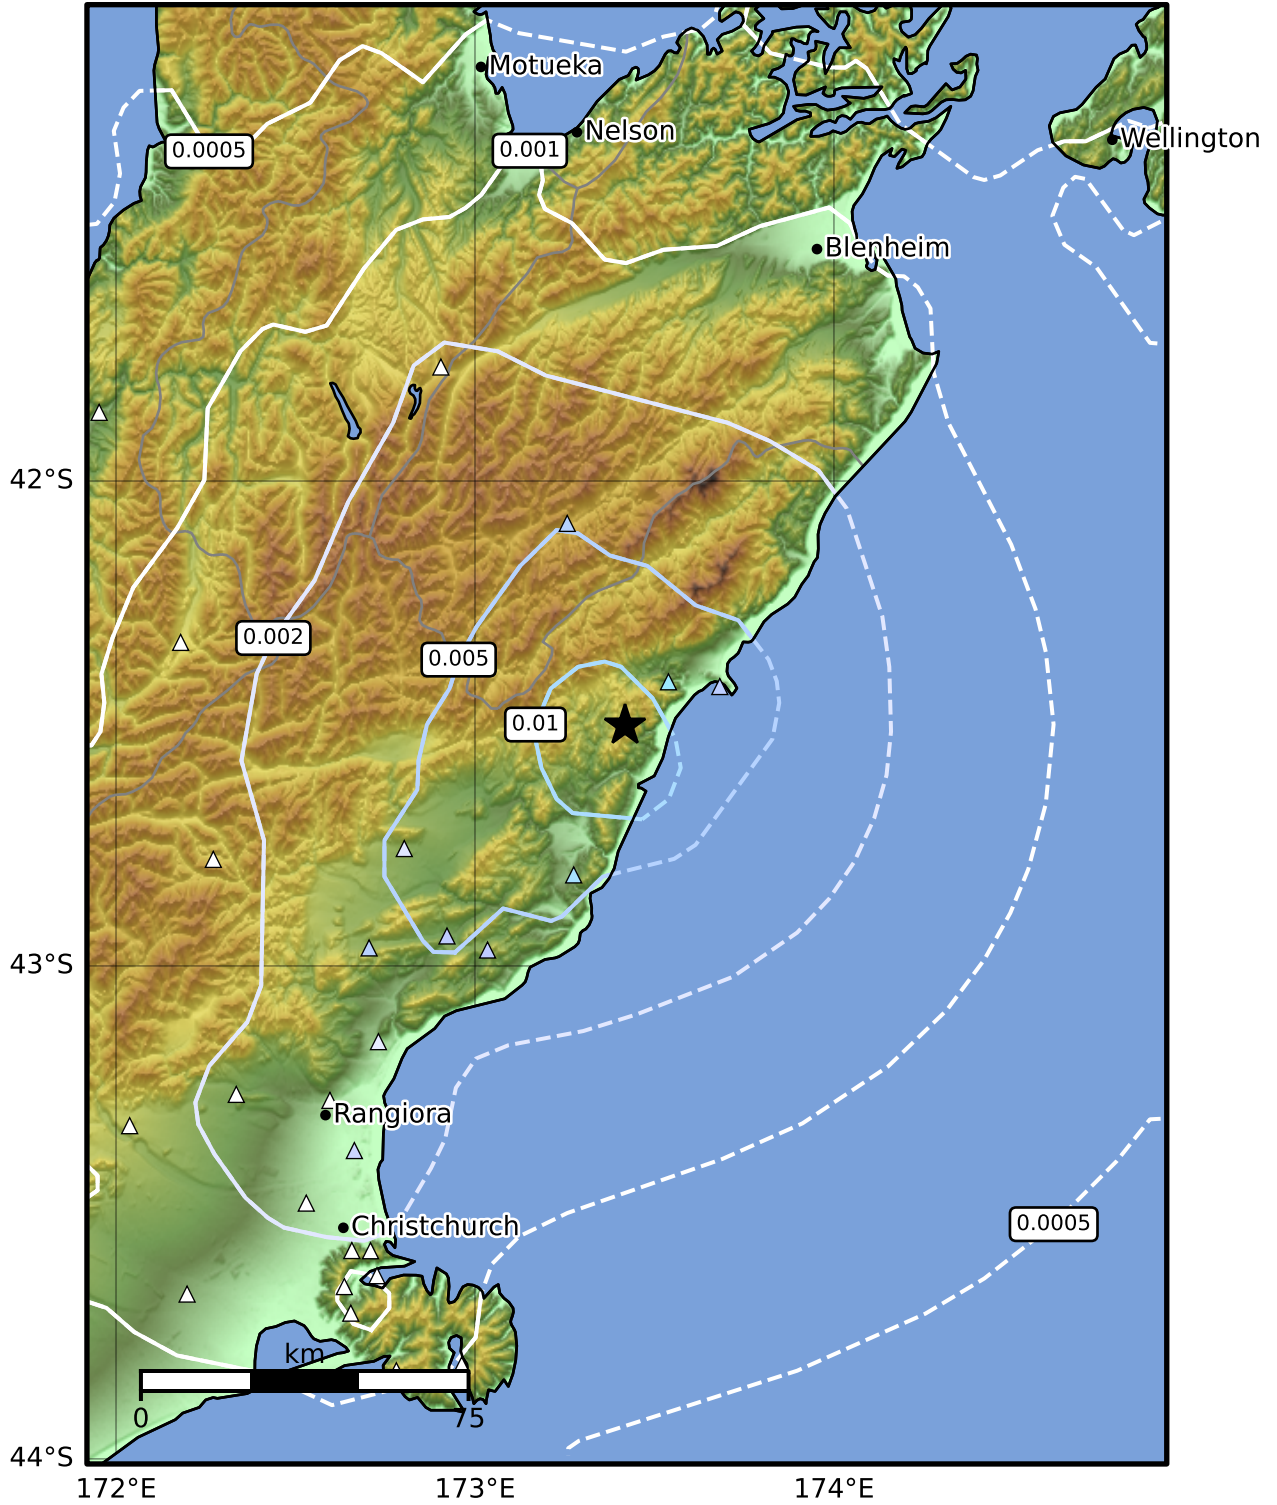 Motueka
Nelson
Wellington
0.0005
0.001
Blenheim
42°S
0.002
0.005
0.01
43°S
Rangiora
Christchurch
0.0005
km
0
75
44°S
172°E
173°E
174°E